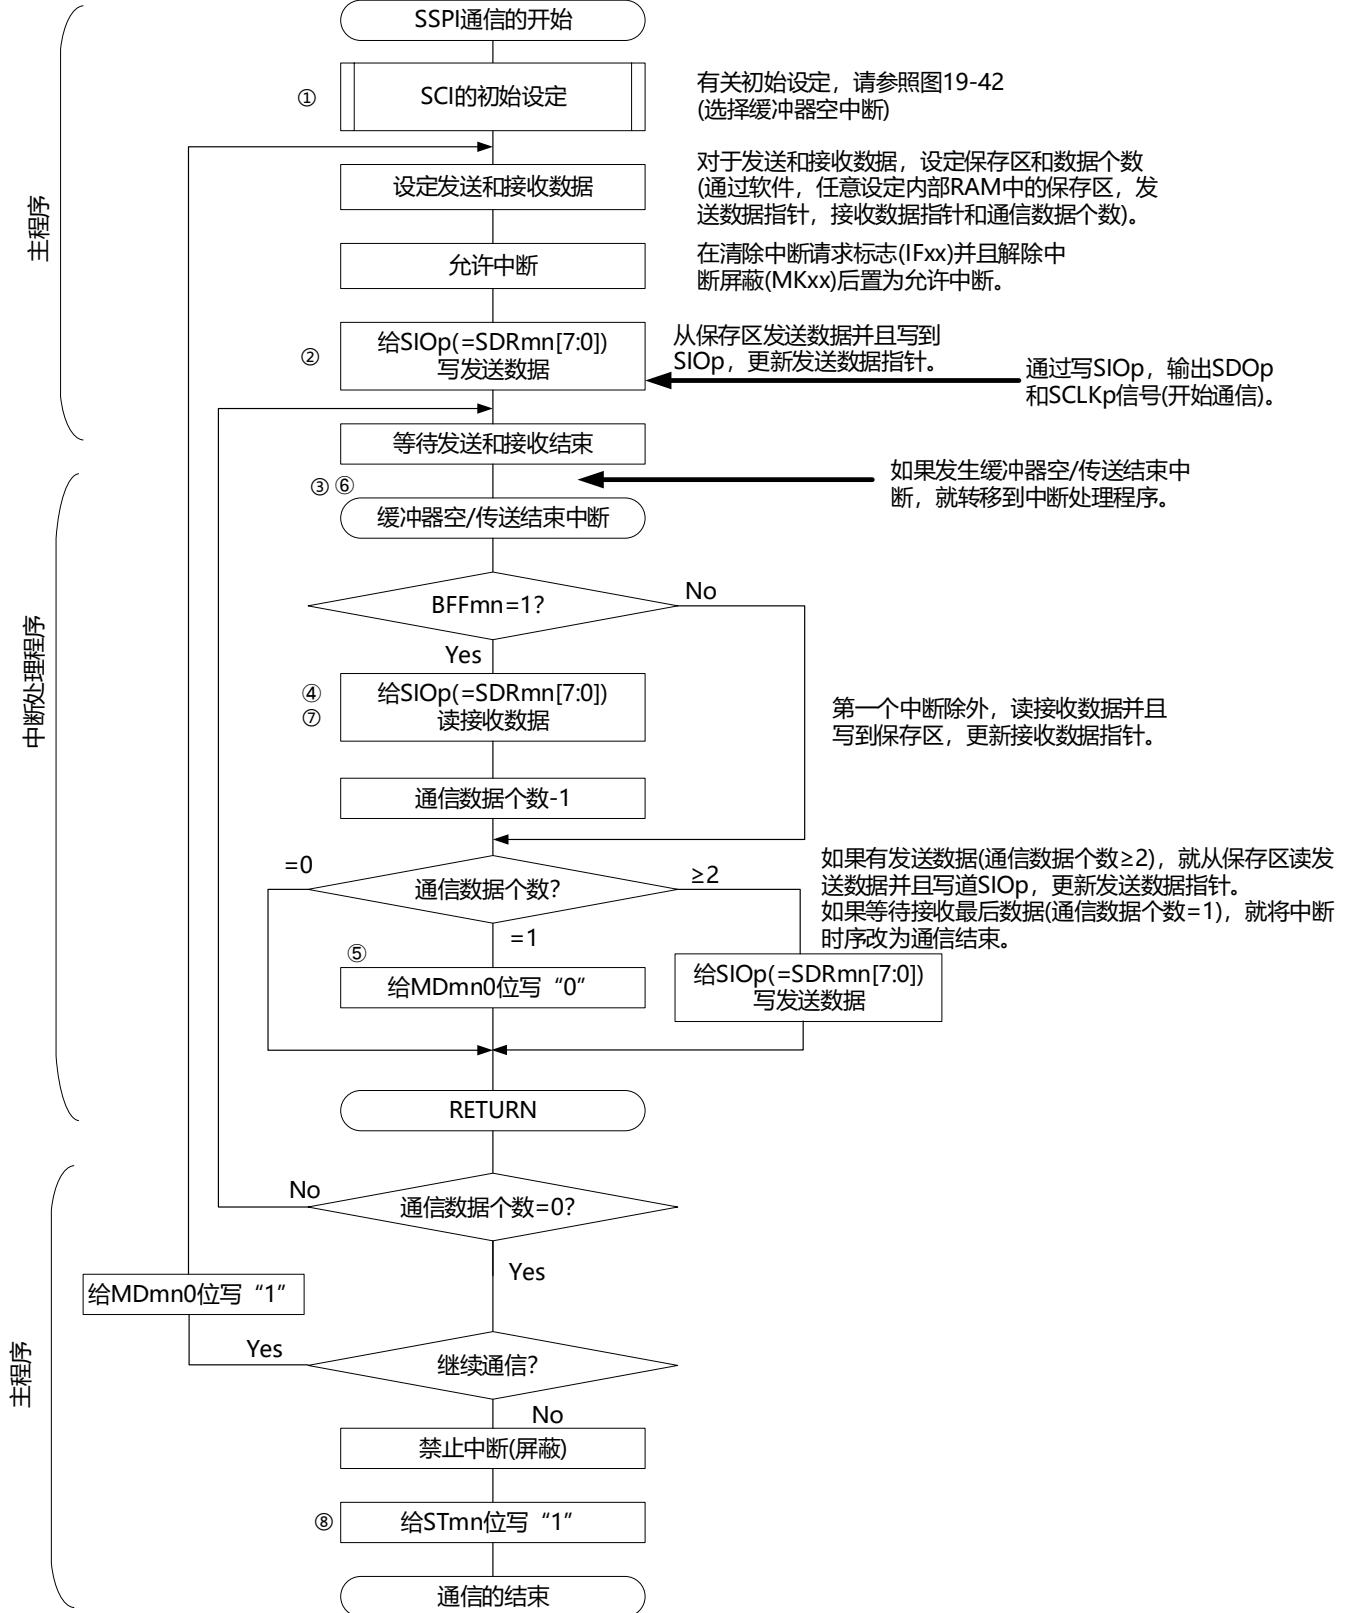 SSPI通信的开始
①
SCI的初始设定
有关初始设定，请参照图19-42
(选择缓冲器空中断)
主程序
设定发送和接收数据
对于发送和接收数据，设定保存区和数据个数
(通过软件，任意设定内部RAM中的保存区，发
送数据指针，接收数据指针和通信数据个数)。
允许中断
在清除中断请求标志(IFxx)并且解除中
断屏蔽(MKxx)后置为允许中断。
②
给SIOp(=SDRmn[7:0])
写发送数据
从保存区发送数据并且写到
SIOp，更新发送数据指针。
通过写SIOp，输出SDOp
和SCLKp信号(开始通信)。
等待发送和接收结束
③ ⑥
如果发生缓冲器空/传送结束中
断，就转移到中断处理程序。
缓冲器空/传送结束中断
中断处理程序
BFFmn=1?
No
Yes
④
⑦
给SIOp(=SDRmn[7:0])
读接收数据
第一个中断除外，读接收数据并且
写到保存区，更新接收数据指针。
通信数据个数-1
=0
通信数据个数?
≥2
=1
如果有发送数据(通信数据个数≥2)，就从保存区读发
送数据并且写道SIOp，更新发送数据指针。
如果等待接收最后数据(通信数据个数=1)，就将中断
时序改为通信结束。
⑤
给MDmn0位写“0”
给SIOp(=SDRmn[7:0])
写发送数据
RETURN
No
通信数据个数=0?
Yes
给MDmn0位写“1”
主程序
Yes
继续通信?
No
禁止中断(屏蔽)
⑧
给STmn位写“1”
通信的结束